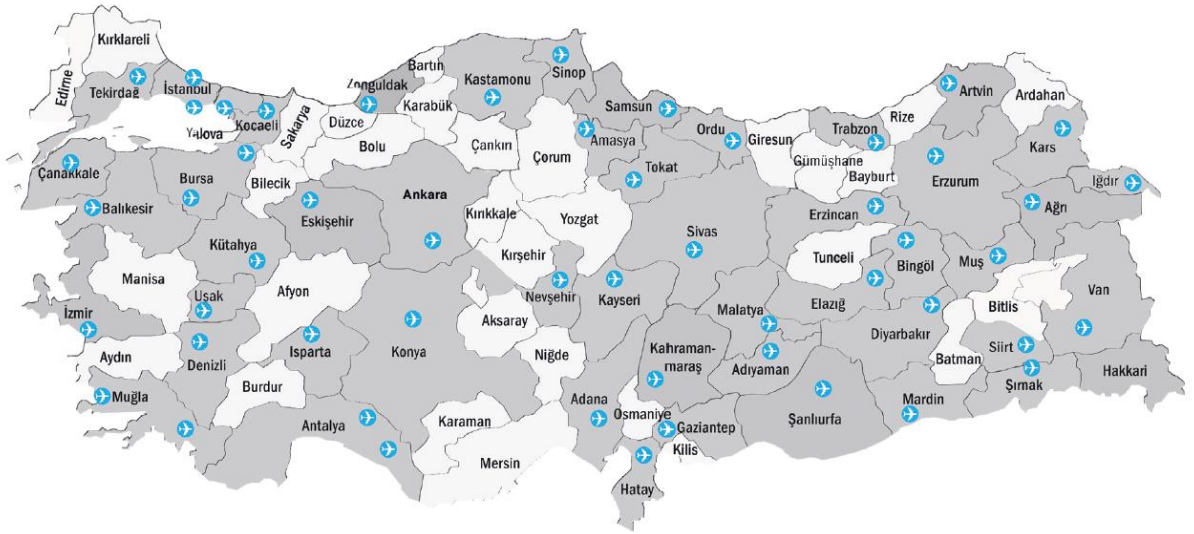 Kırklareli
Edirne
Tekirdağ
İstanbul
Yalova
Kocaeli
Sakarya
Düzce
Zonguldak
Bartın
Karabük
Kastamonu
Sinop
Samsun
Ordu
Giresun
Trabzon
Rize
Artvin
Ardahan
Çanakkale
Bursa
Bilecik
Bolu
Çankırı
Çorum
Amasya
Tokat
Gümüşhane
Bayburt
Erzurum
Kars
Iğdır
Balıkesir
Eskişehir
Ankara
Kırıkkale
Yozgat
Sivas
Erzincan
Ağrı
Kütahya
Kırşehir
Tunceli
Bingöl
Muş
Van
Manisa
Uşak
Afyon
Nevşehir
Kayseri
Malatya
Elazığ
Bitlis
İzmir
Aydın
Denizli
Isparta
Konya
Aksaray
Niğde
Kahraman-
maraş
Adıyaman
Diyarbakır
Batman
Siirt
Şırnak
Hakkari
Muğla
Burdur
Antalya
Karaman
Mersin
Adana
Osmaniye
Gaziantep
Kilis
Hatay
Şanlıurfa
Mardin